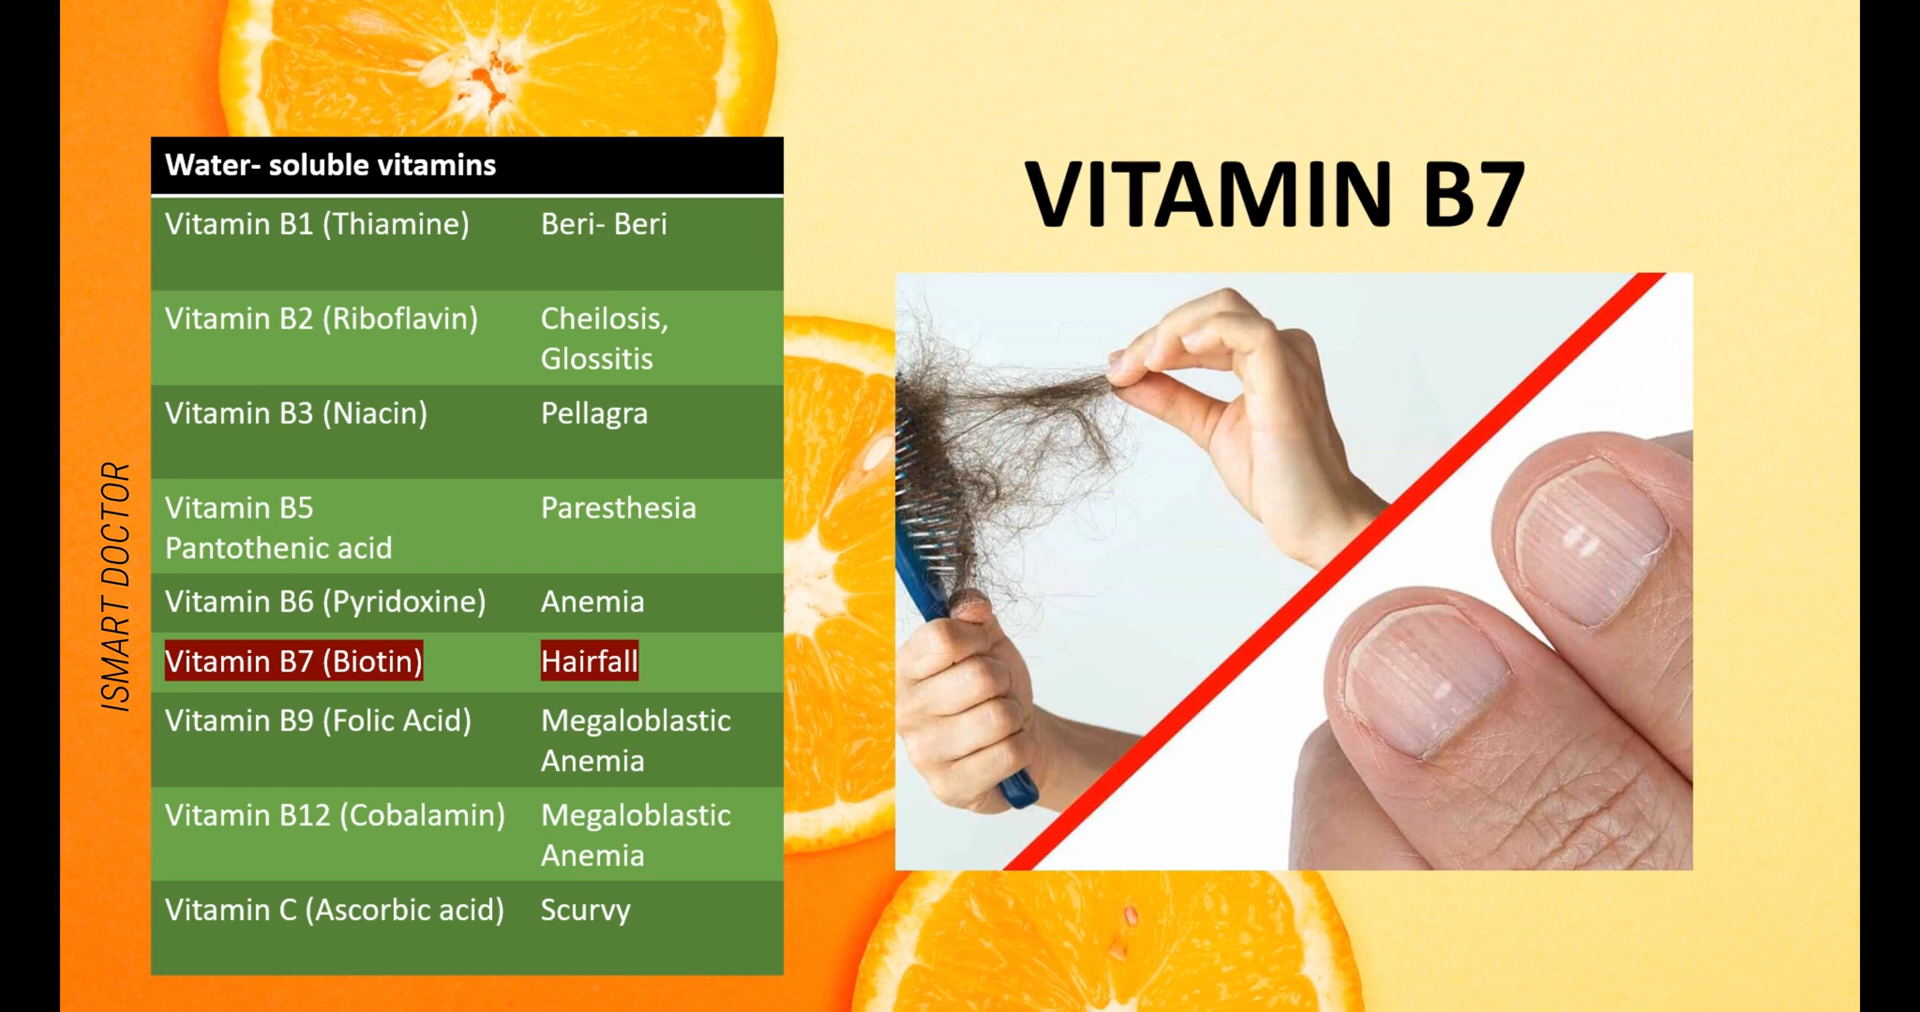 ISMART DOCTOR
Water- soluble vitamins
Vitamin B1 (Thiamine) Beri- Beri
Vitamin B2 (Riboflavin) Cheilosis,
Glossitis
Vitamin B3 (Niacin) Pellagra
Vitamin B5 Paresthesia
Pantothenic acid
Vitamin B6 (Pyridoxine) Anemia
Vitamin B7 (Biotin) Hairfall
Vitamin B9 (Folic Acid) Megaloblastic
Anemia
Vitamin B12 (Cobalamin) Megaloblastic
Anemia
Vitamin C (Ascorbic acid) Scurvy
VITAMIN B7